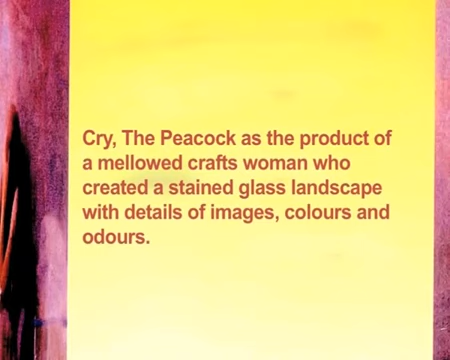 Cry, The Peacock as the product of
a mellowed crafts woman who
created a stained glass landscape
with details of images, colours and
odours.